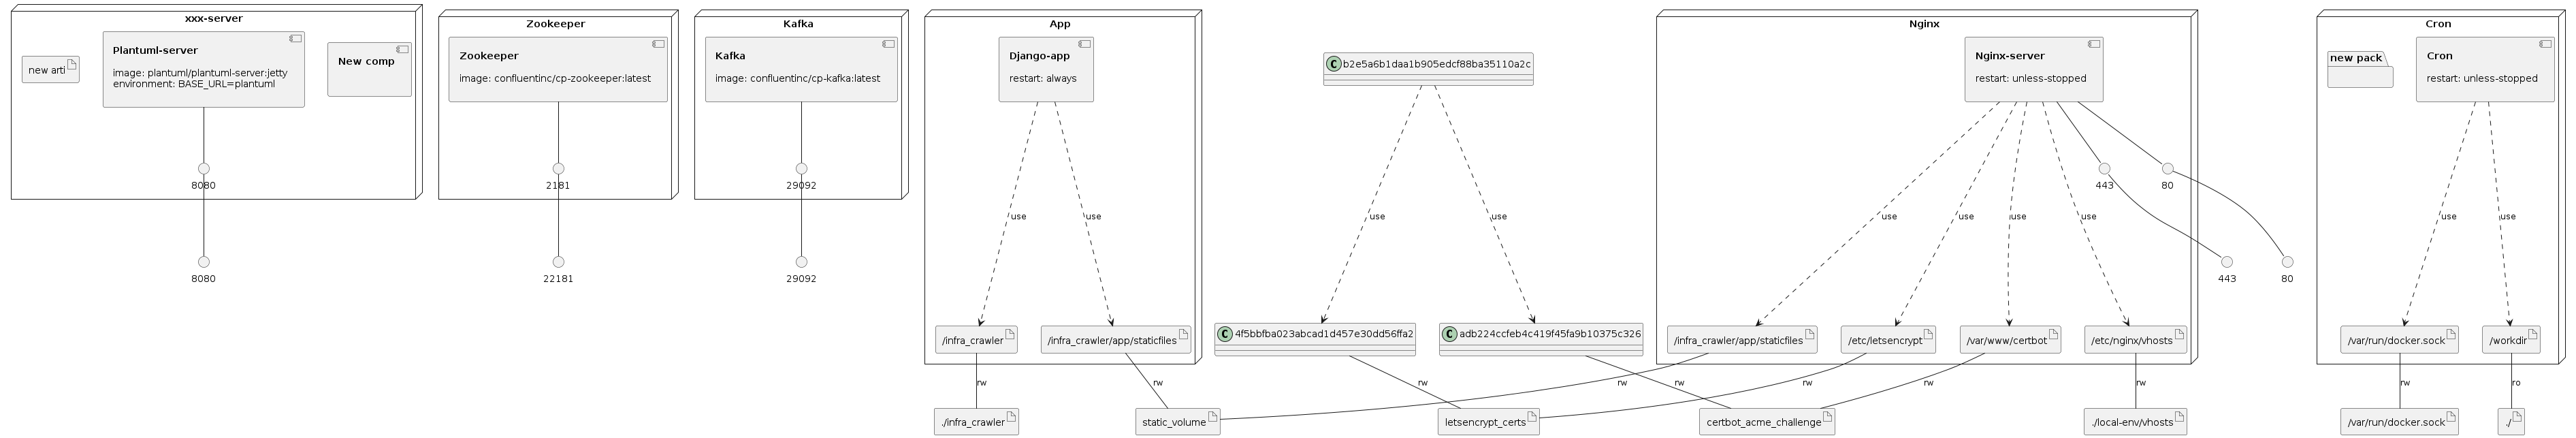 xxx-server
new arti
Plantuml-server
image: plantuml/plantuml-server:jetty
environment: BASE_URL=plantuml
New comp
8080
8080
Zookeeper
Zookeeper
image: confluentinc/cp-zookeeper:latest
2181
22181
Kafka
Kafka
image: confluentinc/cp-kafka:latest
29092
29092
App
Django-app
restart: always
use
use
/infra_crawler
/infra_crawler/app/staticfiles
rw
rw
./infra_crawler
static_volume
C b2e5a6b1daa1b905edcf88ba35110a2c
use
use
C 4f5bbfba023abcad1d457e30dd56ffa2
C adb224ccfeb4c419f45fa9b10375c326
rw
rw
letsencrypt_certs
certbot_acme_challenge
Nginx
Nginx-server
restart: unless-stopped
443
80
use
use
use
use
443
80
/infra_crawler/app/staticfiles
/etc/letsencrypt
/var/www/certbot
/etc/nginx/vhosts
rw
rw
rw
rw
./local-env/vhosts
Cron
new pack
Cron
restart: unless-stopped
use
use
/var/run/docker.sock
/workdir
rw
ro
/var/run/docker.sock
./